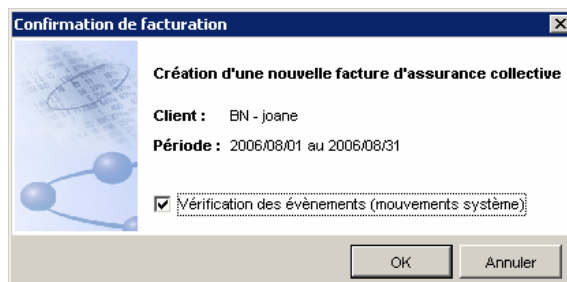 Confirmation de facturation
Création d'une nouvelle facture d'assurance collective
Client : BN - joane
Période : 2006/08/01 au 2006/08/31
Vérification des évènements (mouvements système)
OK Annuler